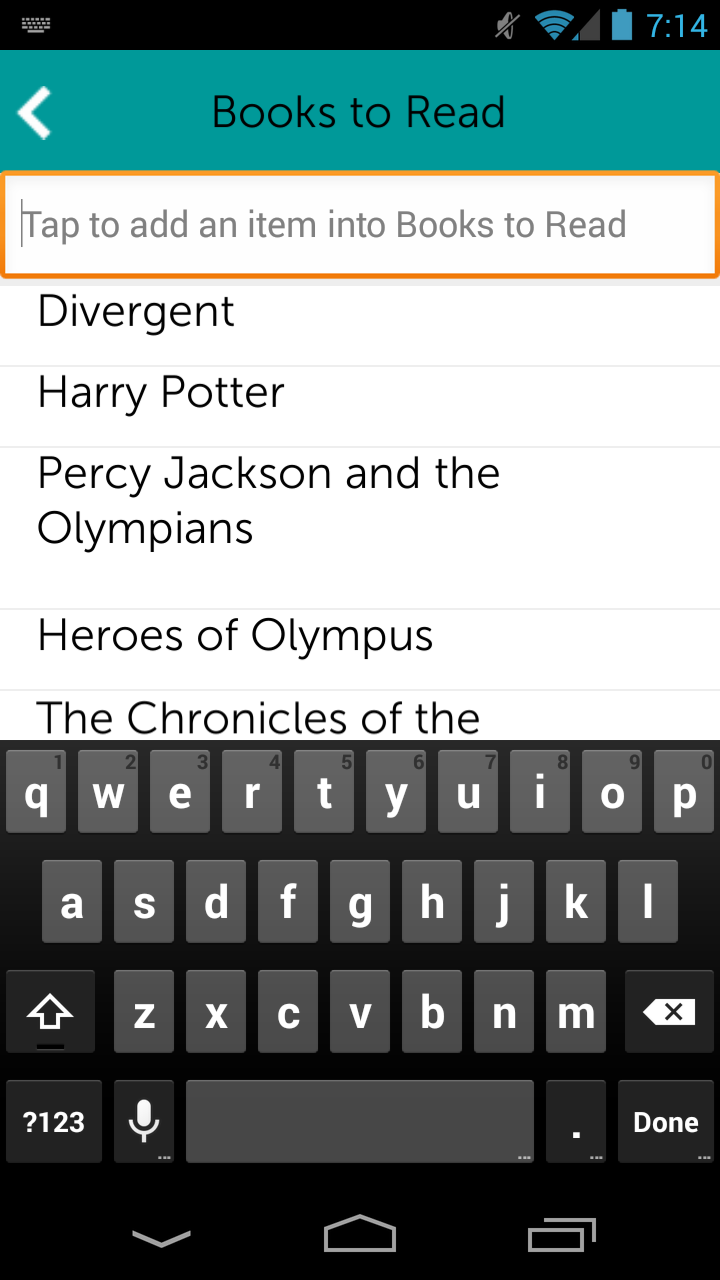 7:14
Books to Read
Tap to add an item into Books to Read
Divergent
Harry Potter
Percy Jackson and the
Olympians
Heroes of Olympus
The Chronicles of the
1 2 3 4 5 6 7 8 9 0
q w e r t y u i o p
a s d f g h j k l
z x c v b n m
?123 . Done